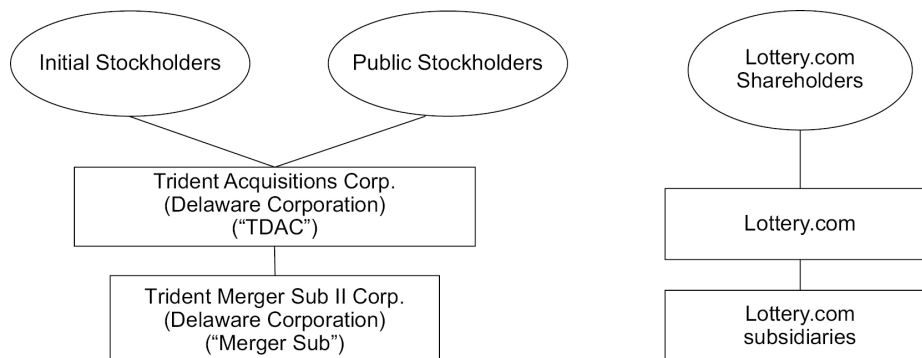 Initial Stockholders
Public Stockholders
Lottery.com
Shareholders
Trident Acquisitions Corp.
(Delaware Corporation)
(“TDAC”)
Lottery.com
Trident Merger Sub II Corp.
(Delaware Corporation)
(“Merger Sub”)
Lottery.com
subsidiaries